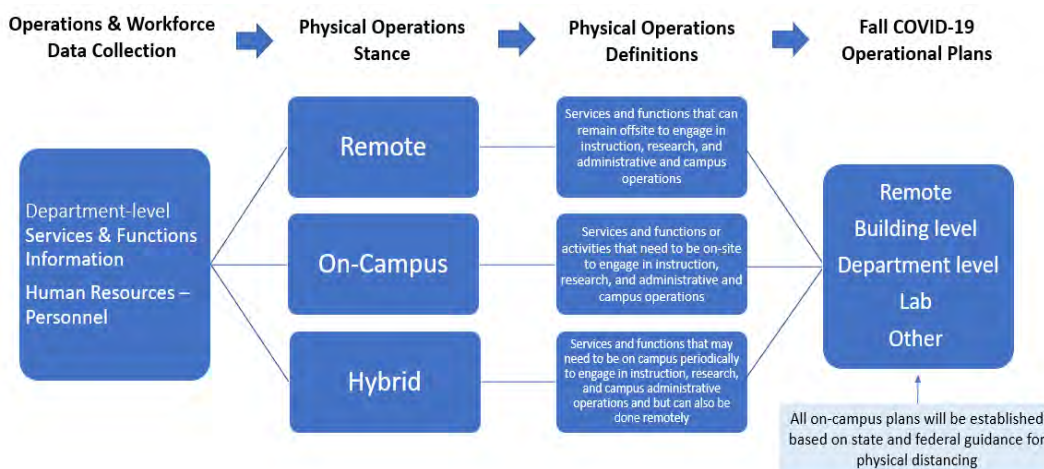 Operations & Workforce
Data Collection
Physical Operations
Stance
Physical Operations
Definitions
Fall COVID-19
Operational Plans
Department-level
Services & Functions
Information
Human Resources –
Personnel
Remote
On-Campus
Hybrid
Services and functions that can
remain offsite to engage in
instruction, research, and
administrative and campus
operations
Services and functions or
activities that need to be on-site
to engage in instruction,
research, and administrative and
campus operations
Services and functions that may
need to be on campus periodically
to engage in instruction, research,
and campus administrative
operations and but can also be
done remotely
Remote
Building level
Department level
Lab
Other
All on-campus plans will be established
based on state and federal guidance for
physical distancing